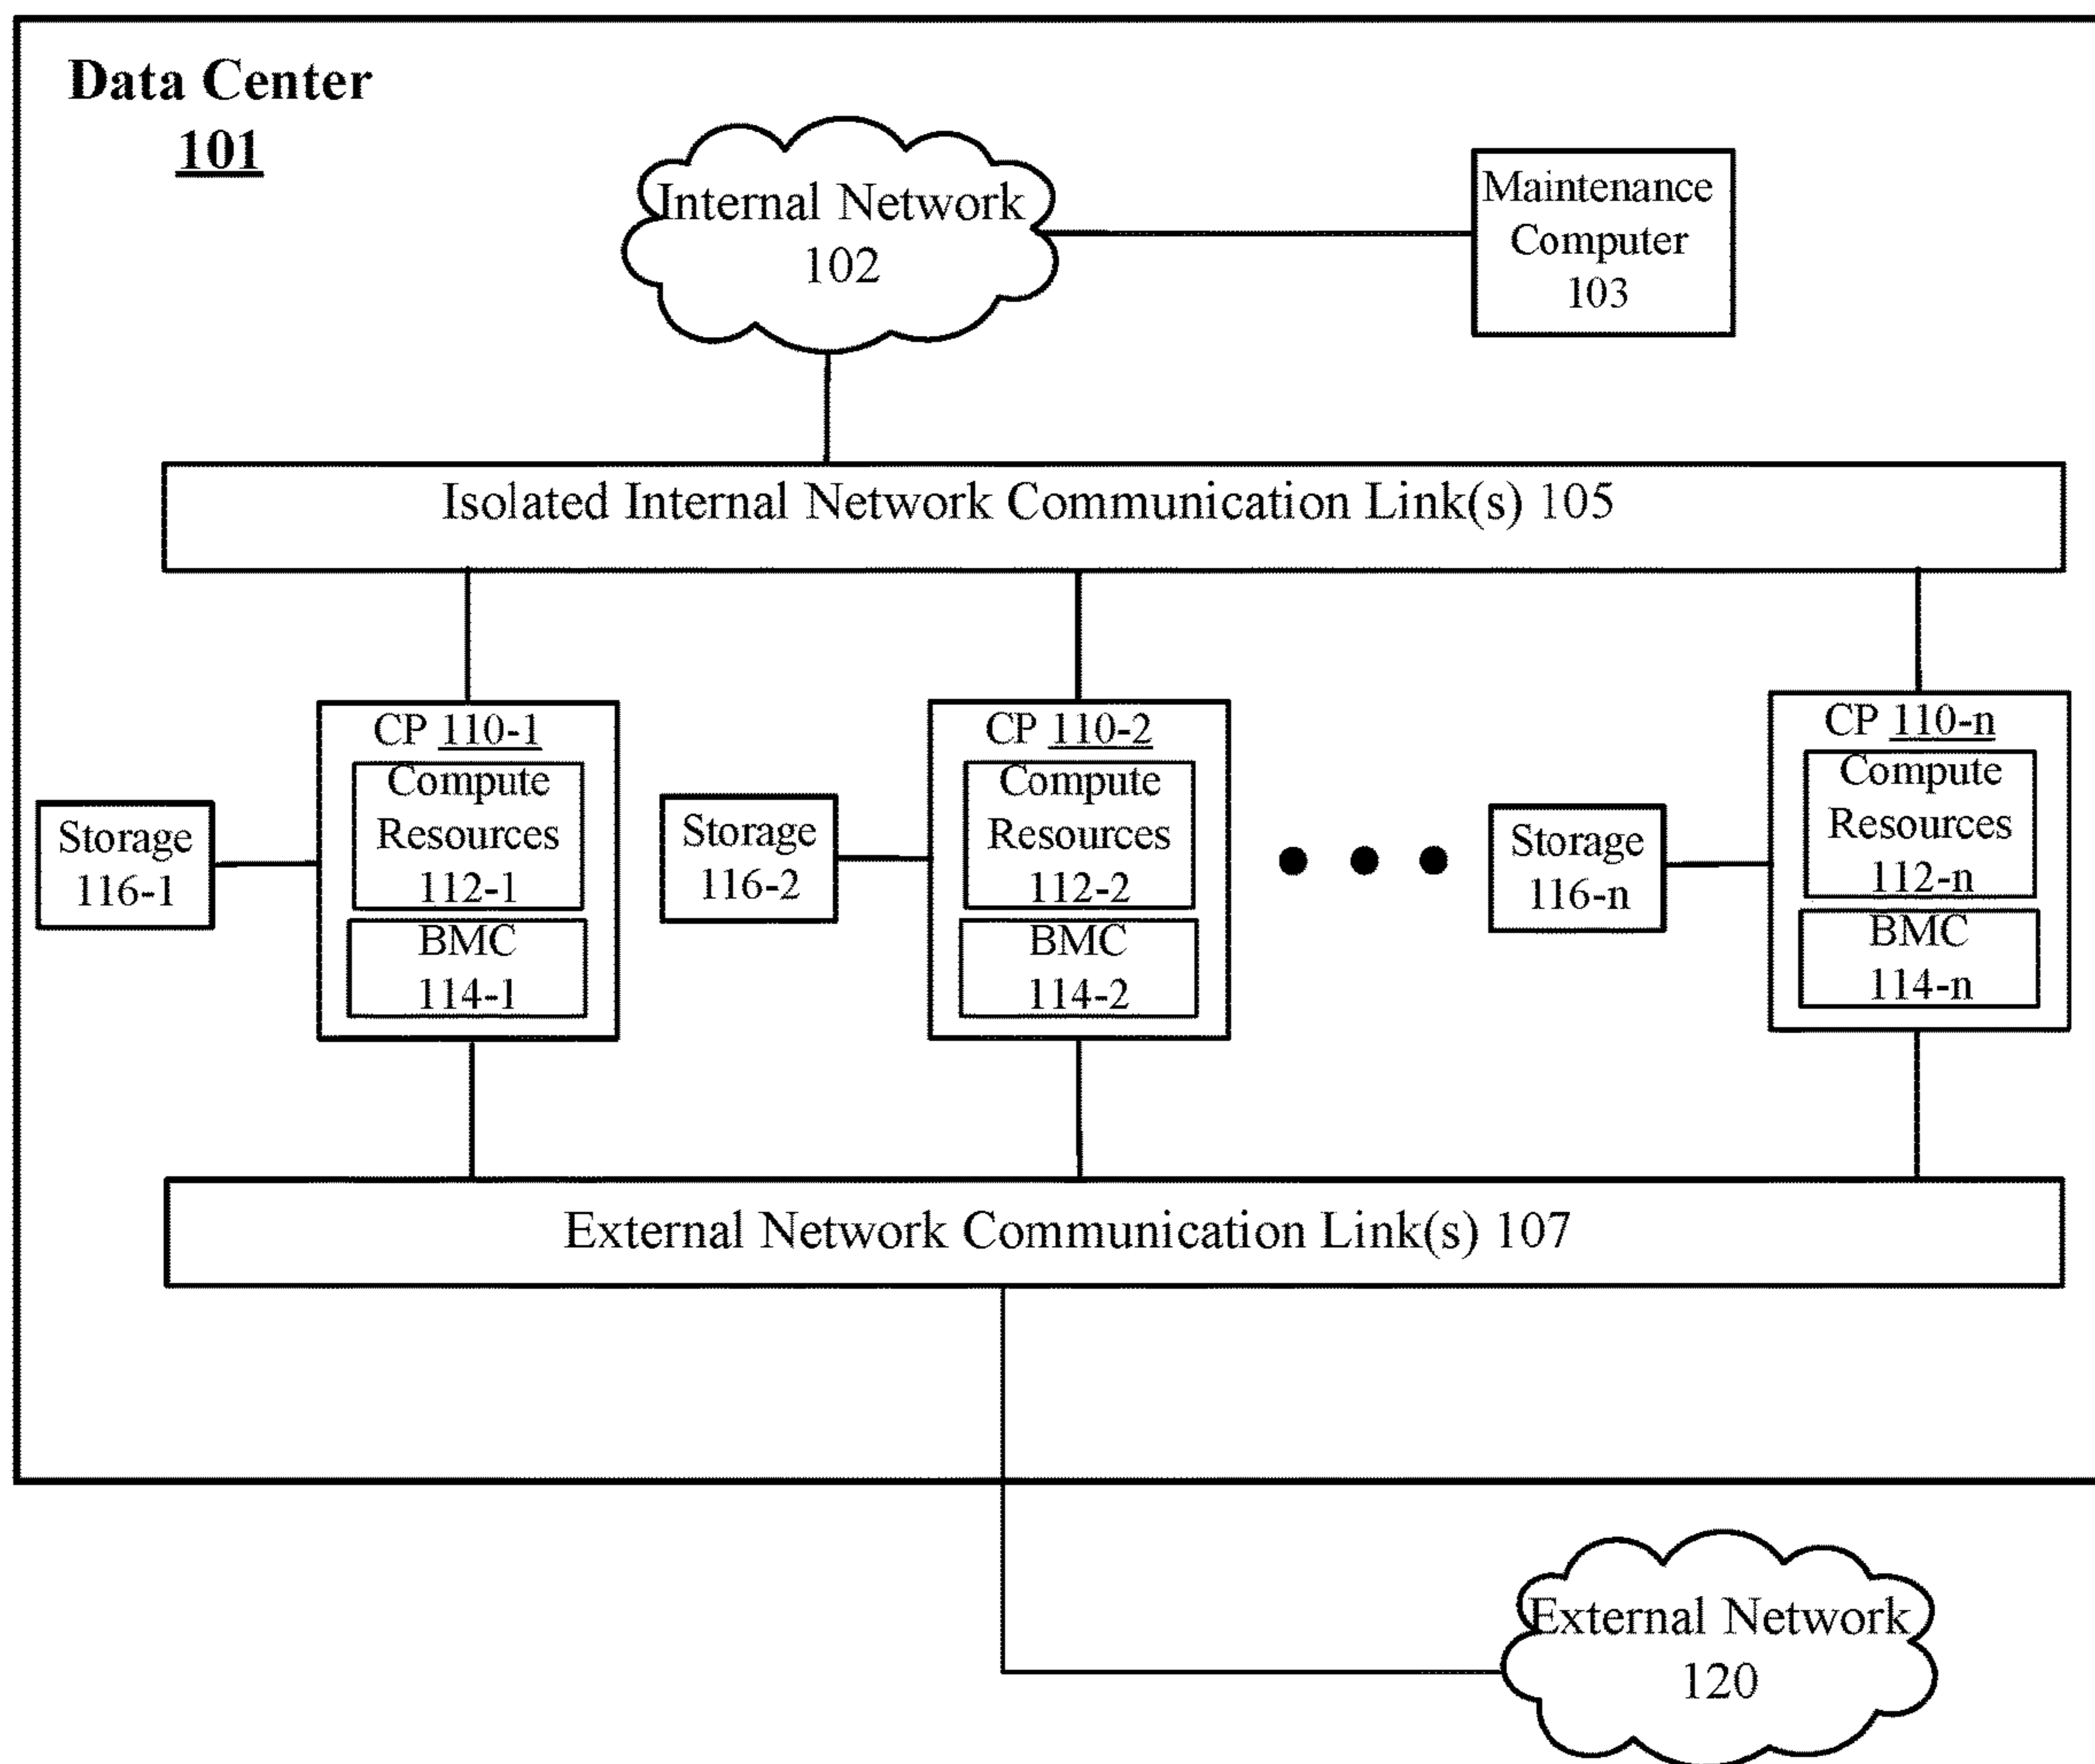 Data Center
101
Internal Network
102
Maintenance
Computer
103
Isolated Internal Network Communication Link(s) 105
Storage
116-1
CP 110-1
Compute
Resources
112-1
BMC
114-1
Storage
116-2
CP 110-2
Compute
Resources
112-2
BMC
114-2
Storage
116-n
CP 110-n
Compute
Resources
112-n
BMC
114-n
External Network Communication Link(s) 107
External Network
120